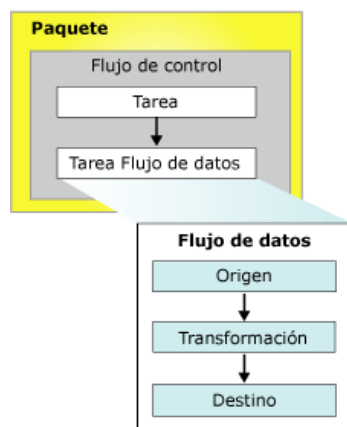 Paquete
Flujo de control
Tarea
Tarea Flujo de datos
Flujo de datos
Origen
Transformación
Destino